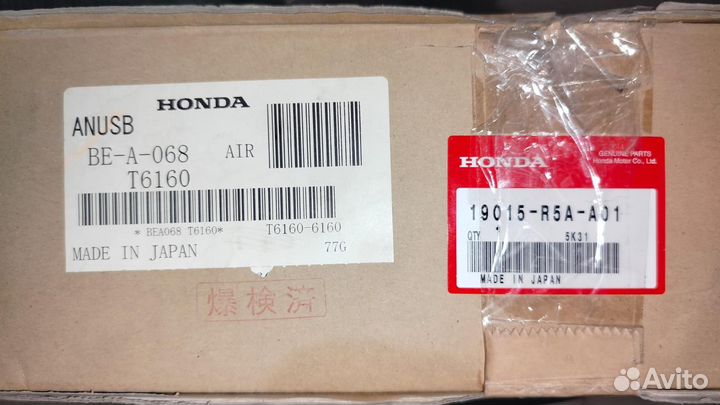 HONDA
ANUSB
BE-A-068 AIR
T6160
* BEA068 T6160* T6160-6160
MADE IN JAPAN 77G
爆検済
HONDA
GENUINE PARTS
Honda Motor Co., Ltd.
19015-R5A-A01
QTY 1 5K31
MADE IN JAPAN
Avito